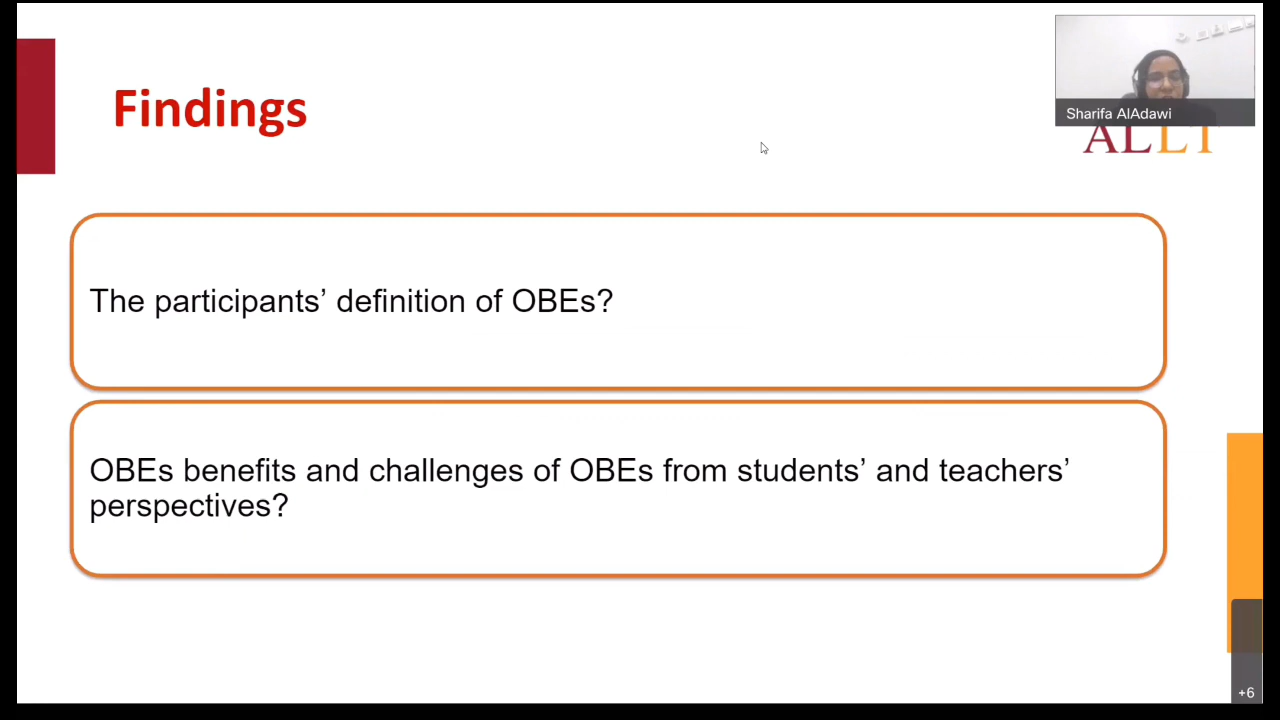 Findings
Sharifa AlAdawi
ALLT
The participants’ definition of OBEs?
OBEs benefits and challenges of OBEs from students’ and teachers’
perspectives?
+6